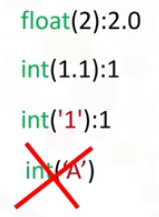 float(2):2.0
int(1.1):1
int('1'):1
int('A')